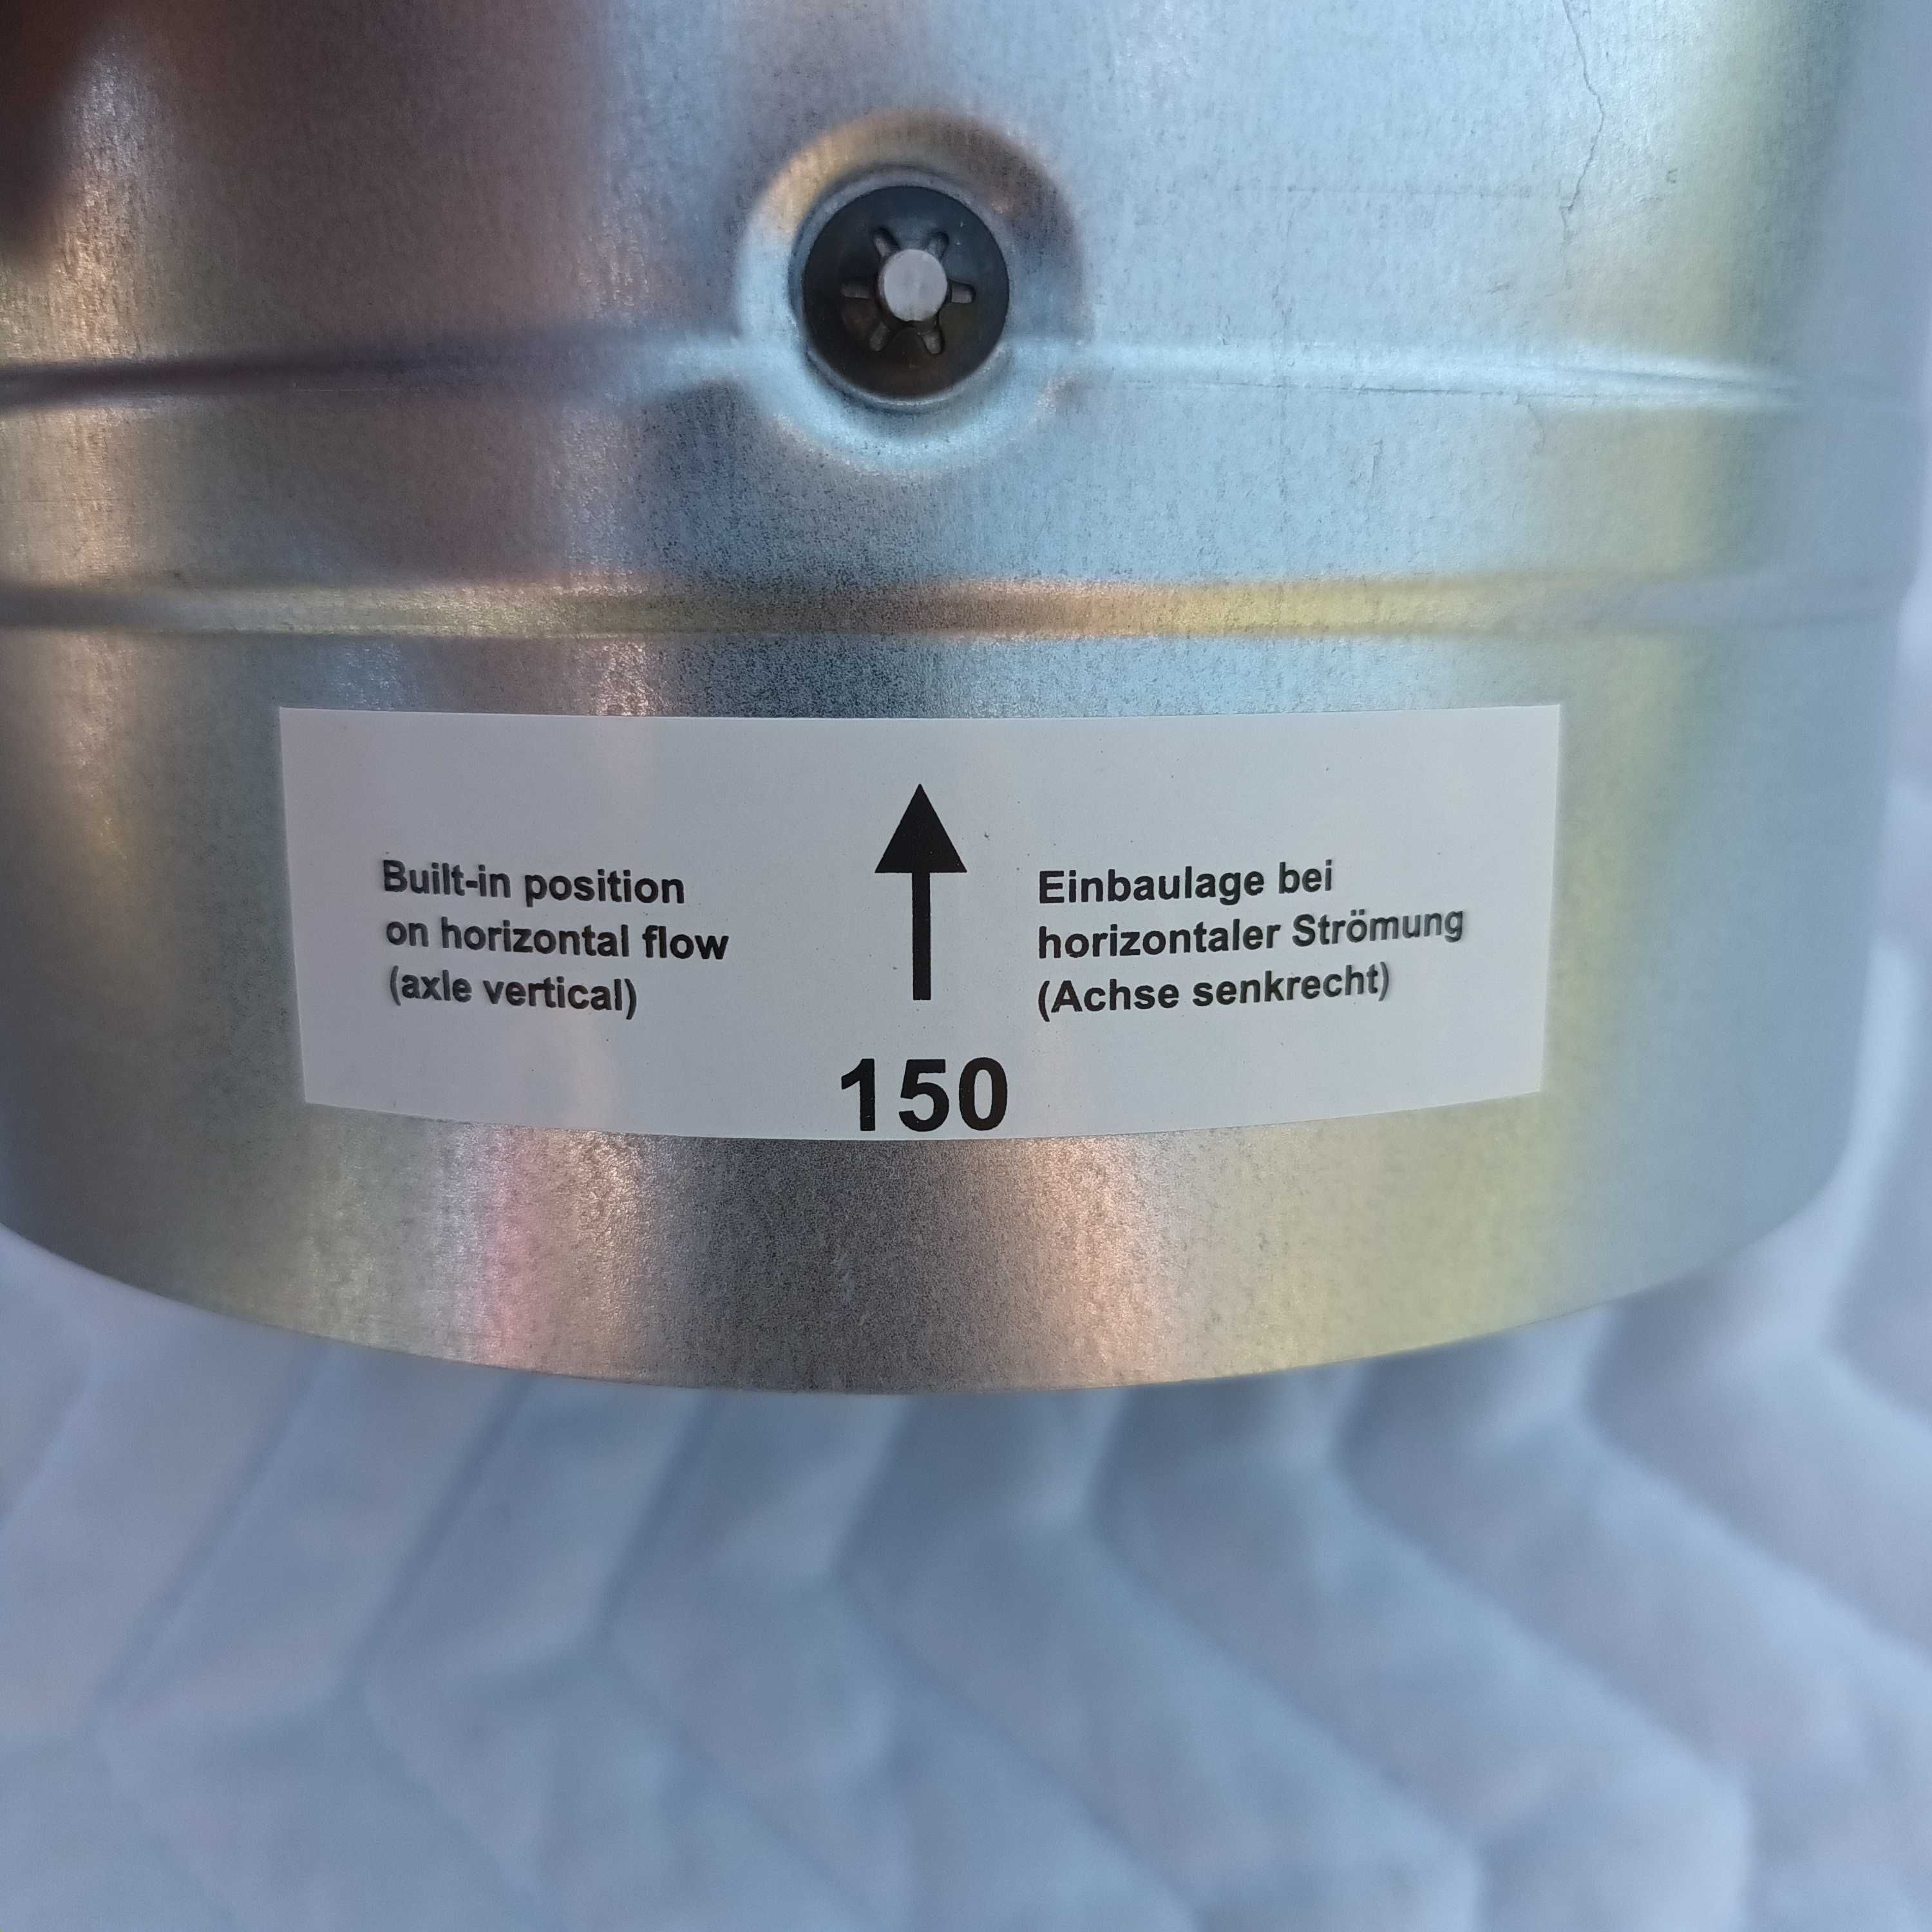 Built-in position
on horizontal flow
(axle vertical)
Einbaulage bei
horizontaler Strömung
(Achse senkrecht)
150